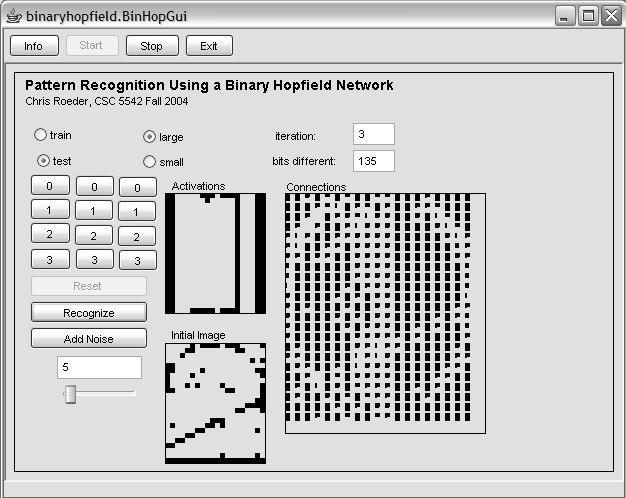 binaryhopfield.BinHopGui
Info Start Stop Exit
Pattern Recognition Using a Binary Hopfield Network
Chris Roeder, CSC 5542 Fall 2004
train large iteration: 3
test small bits different: 135
0 0 0 Activations Connections
1 1 1
2 2 2
3 3 3
Reset
Recognize
Add Noise Initial Image
5